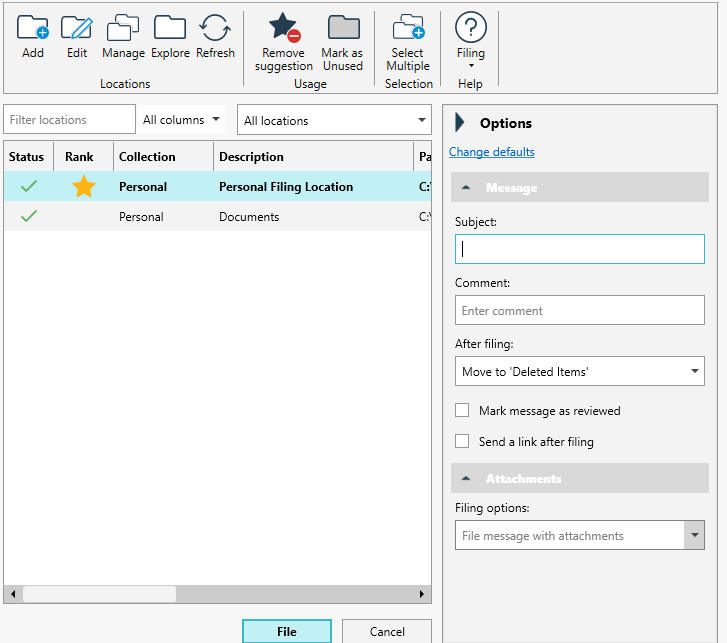 Add Edit Manage Explore Refresh Remove suggestion Mark as Unused Select Multiple Filing
Locations Usage Selection Help
Filter locations All columns All locations
Status Rank Collection Description Pa
Personal Personal Filing Location C:\
Personal Documents C:\
Options
Change defaults
Message
Subject:
Comment:
Enter comment
After filing:
Move to 'Deleted Items'
Mark message as reviewed
Send a link after filing
Attachments
Filing options:
File message with attachments
File Cancel